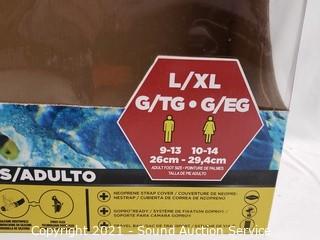 L/XL
G/TG • G/EG
9-13 10-14
26cm - 29,4cm
ADULT FOOT SIZE • POINTURE DE PALMES
TALLA DE PIE ADULTO
S/ADULTO
NEOPRENE STRAP COVER / COUVERTURE DE NEOPRE-
NESTRAP / CUBIERTA DE CORREA DE NEOPRENO
GOPRO® READY / SYSTÈME DE FIXATION GOPRO® /
SOPORTE PARA CÁMARA GOPRO®
Copyright 2021 - Sound Auction Service